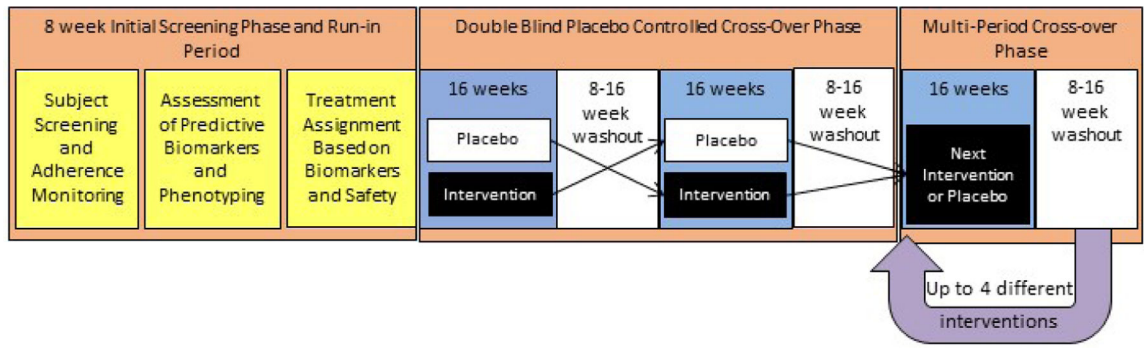 8 week Initial Screening Phase and Run-in
Period
Subject
Screening
and
Adherence
Monitoring
Assessment
of Predictive
Biomarkers
and
Phenotyping
Treatment
Assignment
Based on
Biomarkers
and Safety
Double Blind Placebo Controlled Cross-Over Phase
16 weeks
Placebo
Intervention
8-16
week
washout
16 weeks
Placebo
Intervention
8-16
week
washout
Multi-Period Cross-over
Phase
16 weeks
Next
Intervention
or Placebo
8-16
week
washout
Up to 4 different
interventions